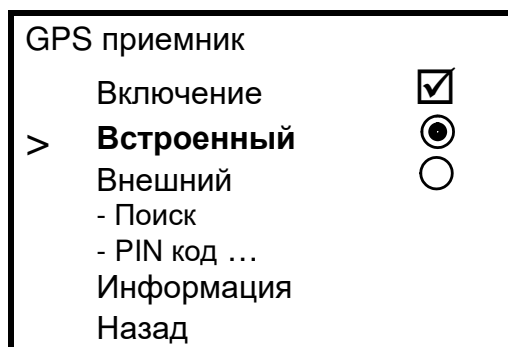 GPS приемник
Включение
> Встроенный
Внешний
- Поиск
- PIN код ...
Информация
Назад